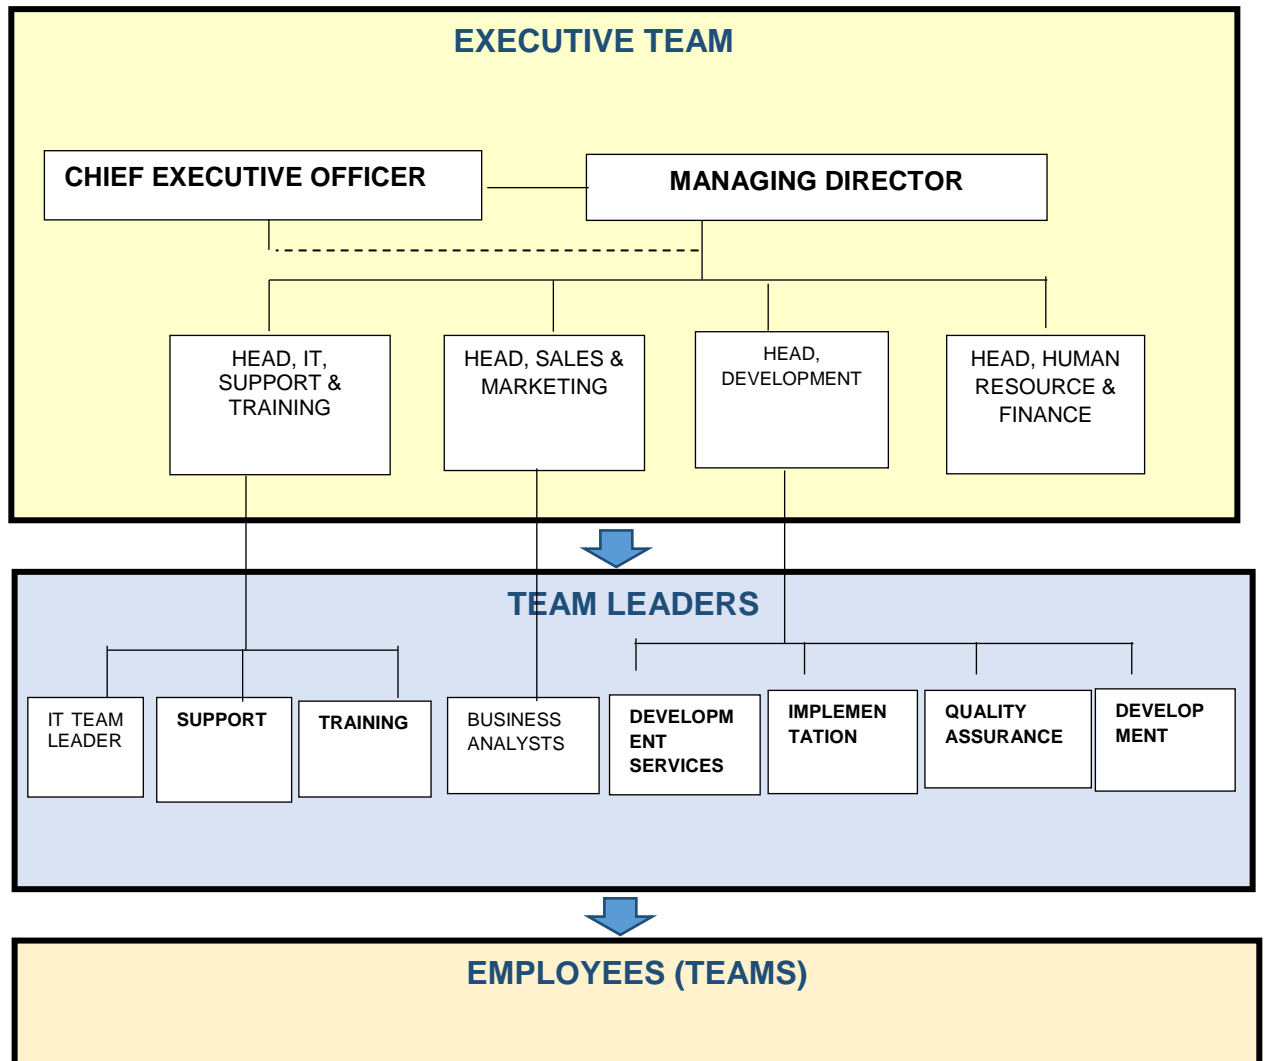 EXECUTIVE TEAM
CHIEF EXECUTIVE OFFICER
MANAGING DIRECTOR
HEAD, IT,
SUPPORT &
TRAINING
HEAD, SALES &
MARKETING
HEAD,
DEVELOPMENT
HEAD, HUMAN
RESOURCE &
FINANCE
TEAM LEADERS
IT TEAM
LEADER
SUPPORT
TRAINING
BUSINESS
ANALYSTS
DEVELOPM
ENT
SERVICES
IMPLEMEN
TATION
QUALITY
ASSURANCE
DEVELOP
MENT
EMPLOYEES (TEAMS)